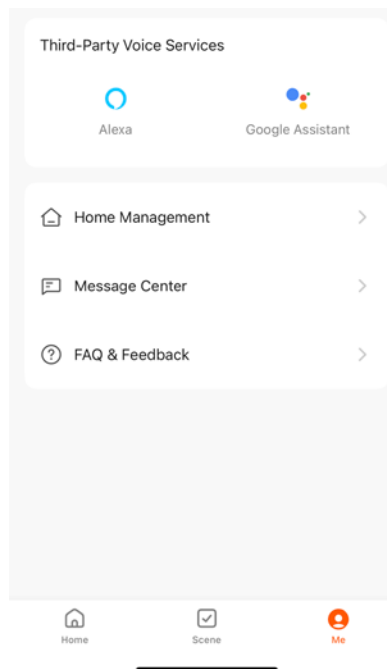 Third-Party Voice Services
Alexa Google Assistant
Home Management
Message Center
FAQ & Feedback
Home Scene Me